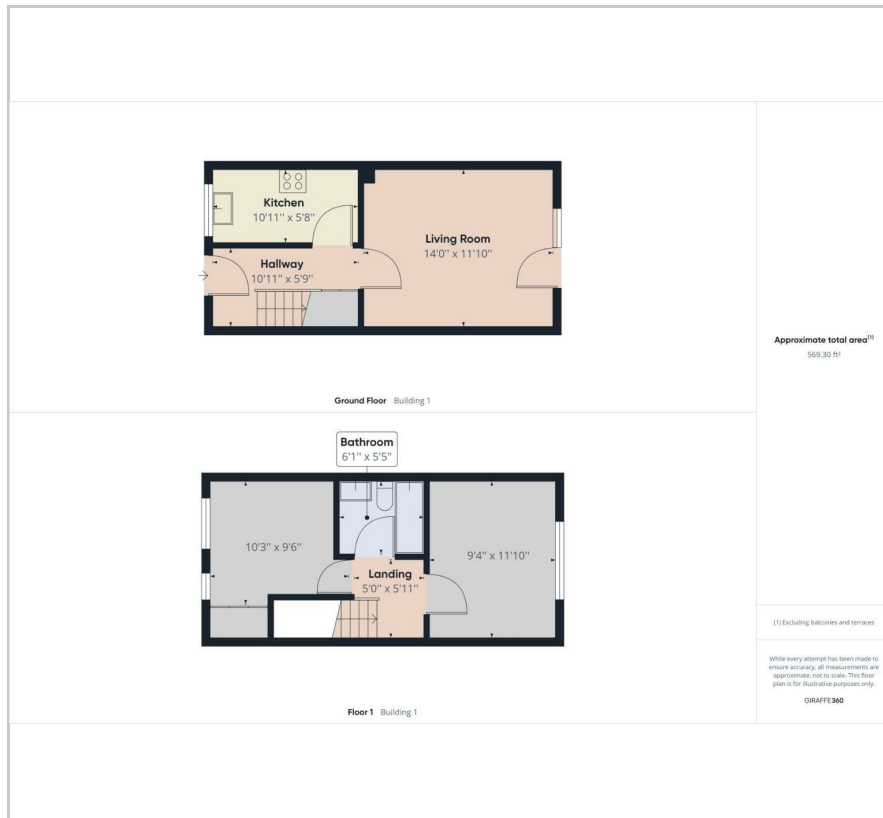 Kitchen
10'11'' x 5'8''
Hallway
10'11'' x 5'9''
Living Room
14'0'' x 11'10''
Ground Floor Building 1
Approximate total area(1)
569.30 ft²
Bathroom
6'1'' x 5'5''
10'3'' x 9'6''
Landing
5'0'' x 5'11''
9'4'' x 11'10''
Floor 1 Building 1
(1) Excluding balconies and terraces
While every attempt has been made to
ensure accuracy, all measurements are
approximate, not to scale. This floor
plan is for illustrative purposes only.
GIRAFFE360